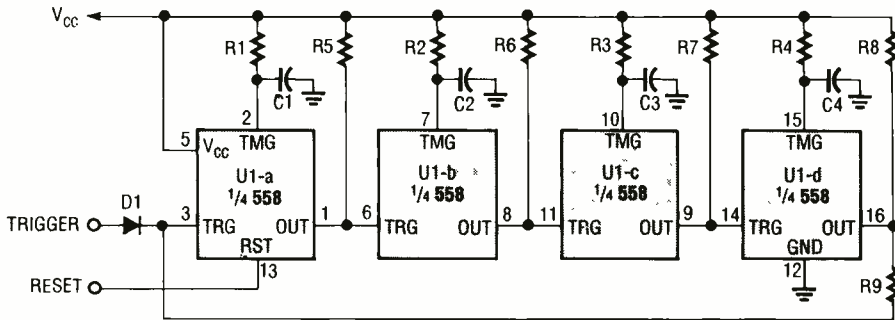 V_CC
R1 R5 R2 R6 R3 R7 R4 R8
C1 C2 C3 C4
2 7 10 15
5 V_CC TMG TMG TMG TMG
U1-a U1-b U1-c U1-d
1/4 558 1/4 558 1/4 558 1/4 558
D1
TRIGGER 3 TRG OUT 1 6 TRG OUT 8 11 TRG OUT 9 14 TRG OUT 16
RST GND
13 12
RESET R9